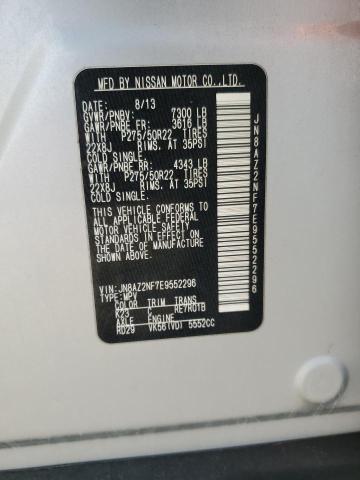 MFD BY NISSAN MOTOR CO.,LTD.
DATE: 8/13
GVWR/PNBV: 7300 LB
GAWR/PNBE FR: 3616 LB
WITH P275/50R22 TIRES
22X8J RIMS. AT 35PSI
COLD SINGLE.
GAWR/PNBE RR: 4343 LB
WITH P275/50R22 TIRES
22X8J RIMS. AT 35PSI
COLD SINGLE.
THIS VEHICLE CONFORMS TO
ALL APPLICABLE FEDERAL
MOTOR VEHICLE SAFETY
STANDARDS IN EFFECT ON
THE DATE OF MANUFACTURE
SHOWN ABOVE.
VIN: JN8AZ2NF7E9552296
TYPE: MPV
COLOR TRIM TRANS
K23 C RE7R01B
AXLE ENGINE
RD29 VK56(VD) 5552CC
JN8AZ2NF7E9552296